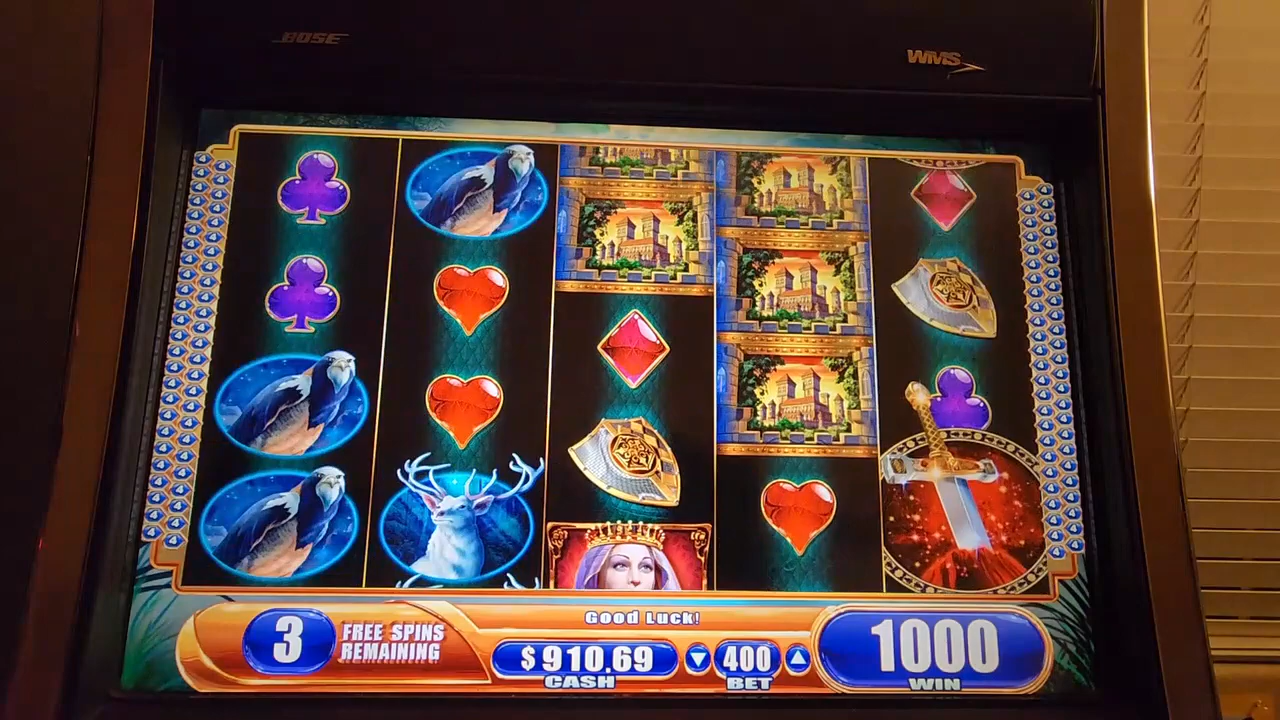 BOSE
WMS
Good Luck!
3 FREE SPINS REMAINING
$910.69 CASH
400 BET
1000 WIN